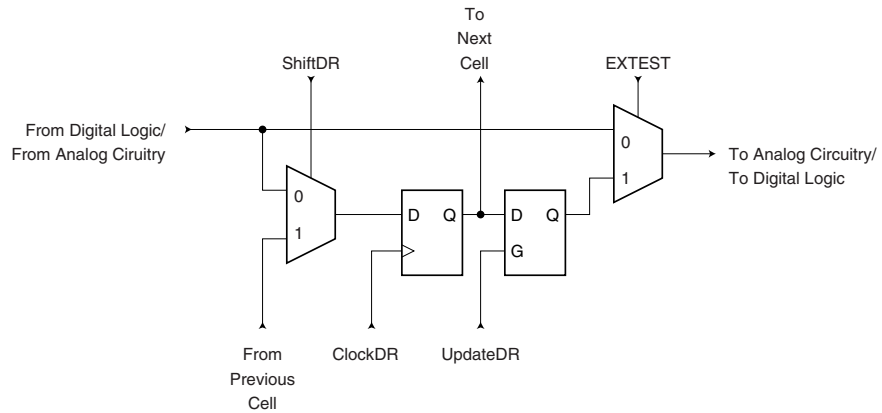 To
Next
Cell
ShiftDR
EXTEST
From Digital Logic/
From Analog Ciruitry
0
1
D Q
D Q
G
0
1
To Analog Circuitry/
To Digital Logic
From
Previous
Cell
ClockDR
UpdateDR